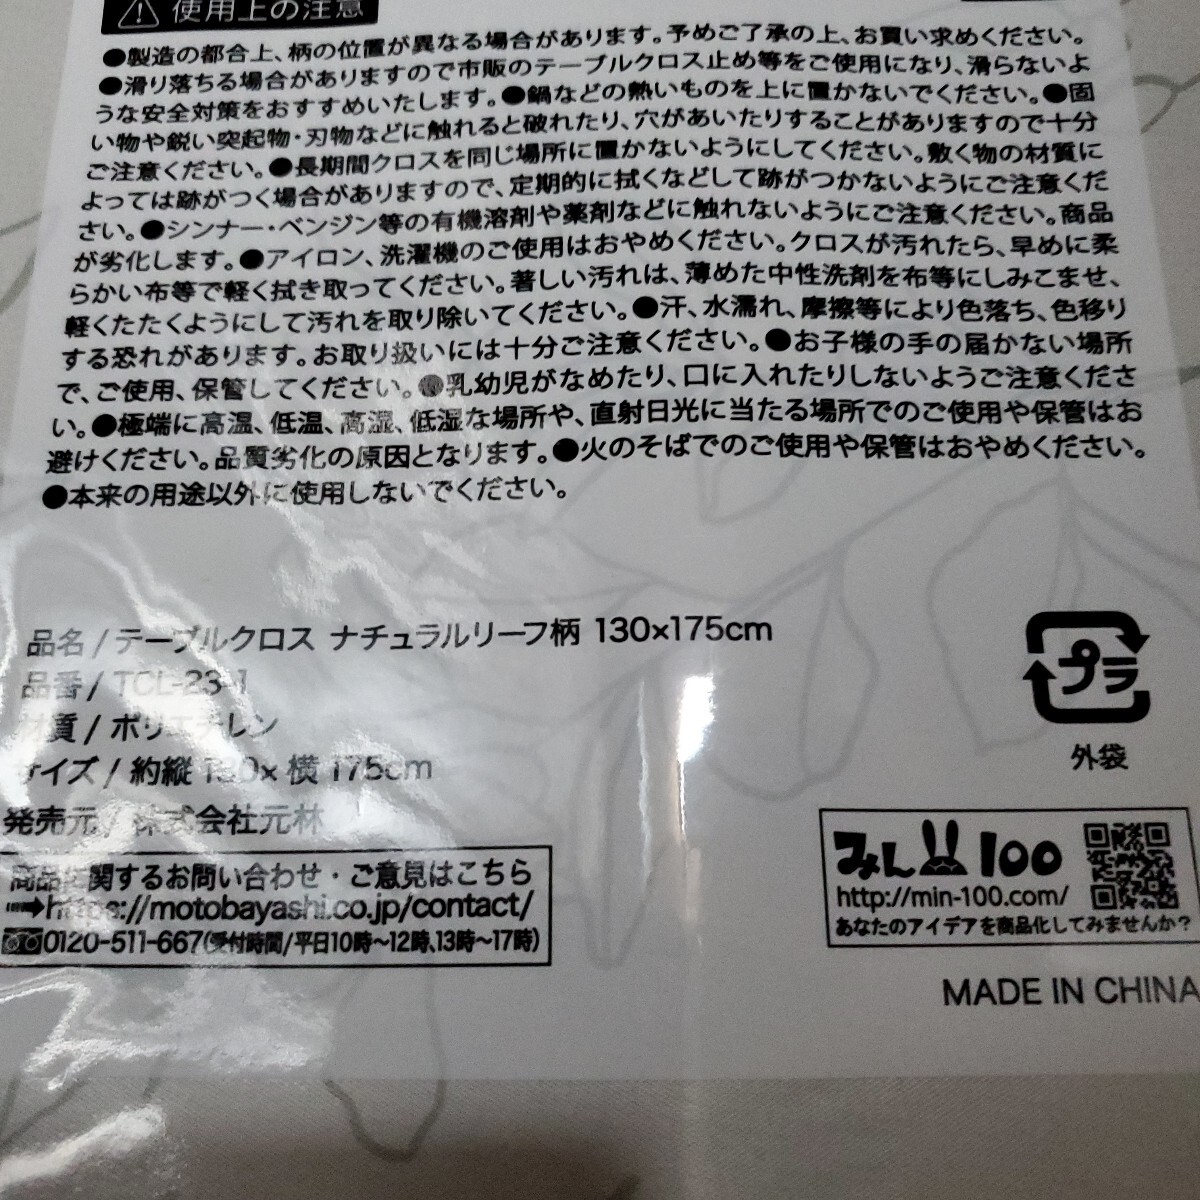 使用上の注意
●製造の都合上、柄の位置が異なる場合があります。予めご了承の上、お買い求めください。
●滑り落ちる場合がありますので市販のテーブルクロス止め等をご使用になり、滑らないよ
うな安全対策をおすすめいたします。●鍋などの熱いものを上に置かないでください。●固
い物や鋭い突起物・刃物などに触れると破れたり、穴があいたりすることがありますので十分
ご注意ください。●長期間クロスを同じ場所に置かないようにしてください。敷く物の材質に
よっては跡がつく場合がありますので、定期的に拭くなどして跡がつかないようにご注意くだ
さい。●シンナー・ベンジン等の有機溶剤や薬剤などに触れないようにご注意ください。商品
が劣化します。●アイロン、洗濯機のご使用はおやめください。クロスが汚れたら、早めに柔
らかい布等で軽く拭き取ってください。著しい汚れは、薄めた中性洗剤を布等にしみこませ、
軽くたたくようにして汚れを取り除いてください。●汗、水濡れ、摩擦等により色落ち、色移り
する恐れがあります。お取り扱いには十分ご注意ください。●お子様の手の届かない場所
で、ご使用、保管してください。●乳幼児がなめたり、口に入れたりしないようご注意くださ
い。●極端に高温、低温、高湿、低湿な場所や、直射日光に当たる場所でのご使用や保管はお
避けください。品質劣化の原因となります。●火のそばでのご使用や保管はおやめください。
●本来の用途以外に使用しないでください。
品名/テーブルクロス ナチュラルリーフ柄 130×175cm
品番/TCL-23-1
材質/ポリエチレン
サイズ/約縦130×横175cm
発売元/株式会社元林
商品に関するお問い合わせ・ご意見はこちら
➡https://motobayashi.co.jp/contact/
0120-511-667(受付時間/平日10時~12時、13時~17時)
プラ
外袋
みん100
http://min-100.com/
あなたのアイデアを商品化してみませんか?
MADE IN CHINA